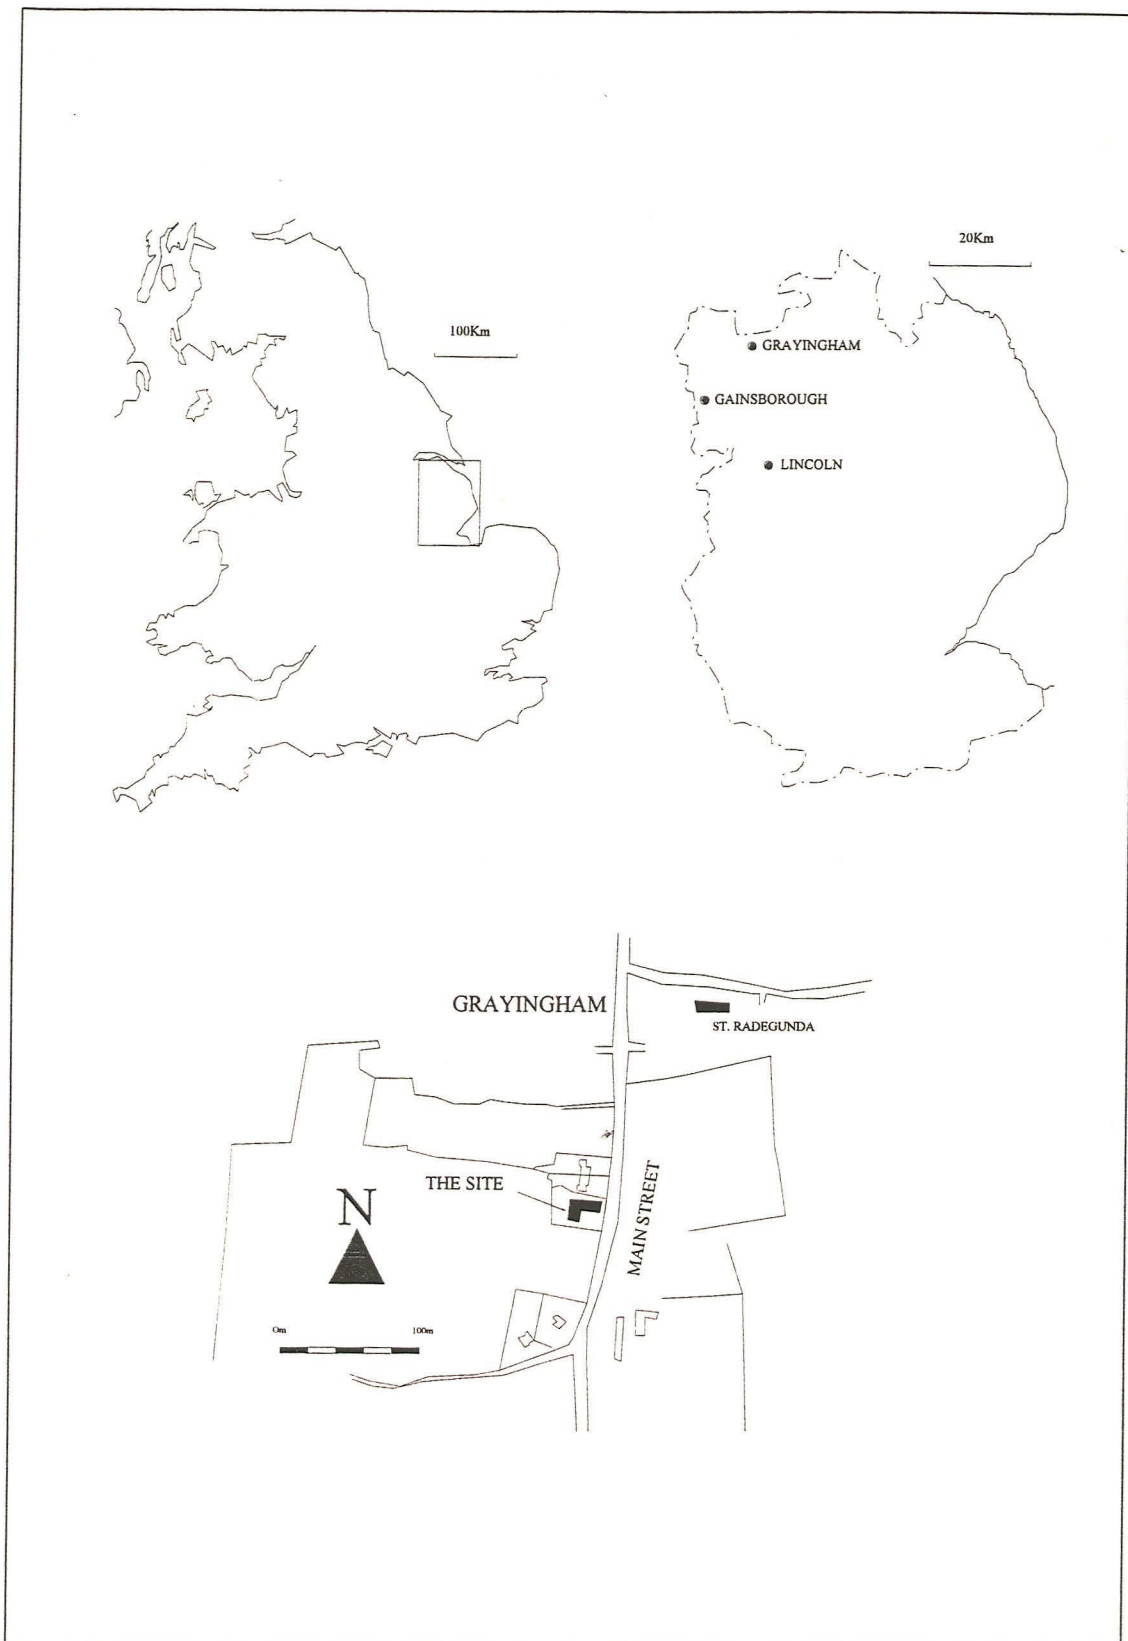 20Km
100Km
GRAYINGHAM
GAINSBOROUGH
LINCOLN
GRAYINGHAM
ST. RADEGUNDA
THE SITE
MAIN STREET
N
0m
100m